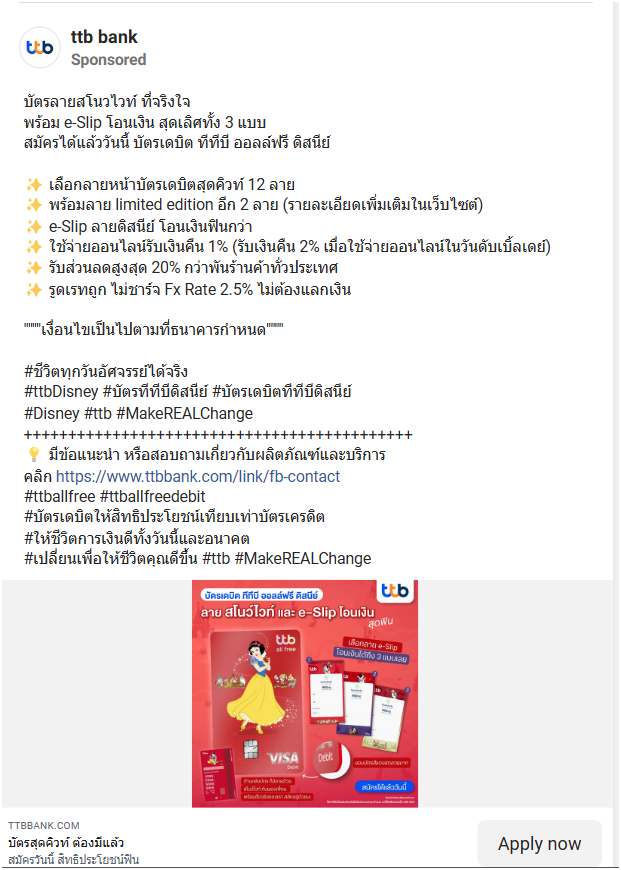 ttb
ttb bank
Sponsored
บัตรลายสโนวไวท์ ที่จริงใจ
พร้อม e-Slip โอนเงิน สุดเลิศทั้ง 3 แบบ
สมัครได้แล้ววันนี้ บัตรเดบิต ทีทีบี ออลล์ฟรี ดิสนีย์
✨ เลือกลายหน้าบัตรเดบิตสุดคิวท์ 12 ลาย
✨ พร้อมลาย limited edition อีก 2 ลาย (รายละเอียดเพิ่มเติมในเว็บไซต์)
✨ e-Slip ลายดิสนีย์ โอนเงินฟินกว่า
✨ ใช้จ่ายออนไลน์รับเงินคืน 1% (รับเงินคืน 2% เมื่อใช้จ่ายออนไลน์ในวันดับเบิ้ลเดย์)
✨ รับส่วนลดสูงสุด 20% กว่าพันร้านค้าทั่วประเทศ
✨ รูดเรทถูก ไม่ชาร์จ Fx Rate 2.5% ไม่ต้องแลกเงิน
""""เงื่อนไขเป็นไปตามที่ธนาคารกำหนด""""
#ชีวิตทุกวันอัศจรรย์ได้จริง
#ttbDisney #บัตรทีทีบีดิสนีย์ #บัตรเดบิตทีทีบีดิสนีย์
#Disney #ttb #MakeREALChange
++++++++++++++++++++++++++++++++++++++++++++
💡 มีข้อแนะนำ หรือสอบถามเกี่ยวกับผลิตภัณฑ์และบริการ
คลิก https://www.ttbbank.com/link/fb-contact
#ttballfree #ttballfreedebit
#บัตรเดบิตให้สิทธิประโยชน์เทียบเท่าบัตรเครดิต
#ให้ชีวิตการเงินดีทั้งวันนี้และอนาคต
#เปลี่ยนเพื่อให้ชีวิตคุณดีขึ้น #ttb #MakeREALChange
บัตรเดบิต ทีทีบี ออลล์ฟรี ดิสนีย์
ttb
ลาย สโนว์ไวท์ และ e-Slip โอนเงิน
สุดฟิน
ttb
all free
เลือกลาย e-Slip
โอนเงินได้ถึง 3 แบบเลย
VISA
Debit
Debit
สมัครได้แล้ววันนี้
TTBBANK.COM
บัตรสุดคิวท์ ต้องมีแล้ว
สมัครวันนี้ สิทธิประโยชน์ฟิน
Apply now